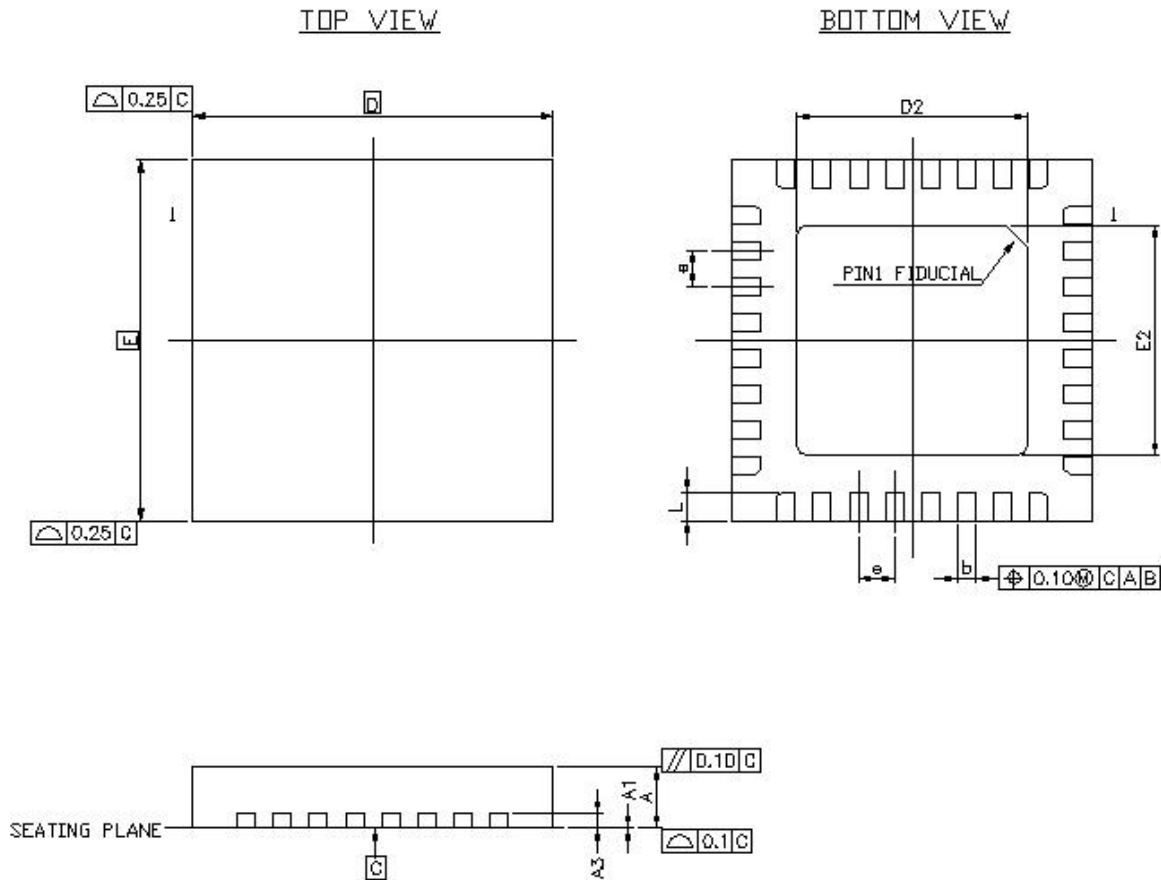 TOP VIEW
BOTTOM VIEW
⌓ 0.25 C
D
D2
1
1
e
PIN1 FIDUCIAL
E
E2
L
⌓ 0.25 C
e
b
⌖ 0.10Ⓜ C A B
// 0.10 C
A1
A
SEATING PLANE
⌓ 0.1 C
C
A3